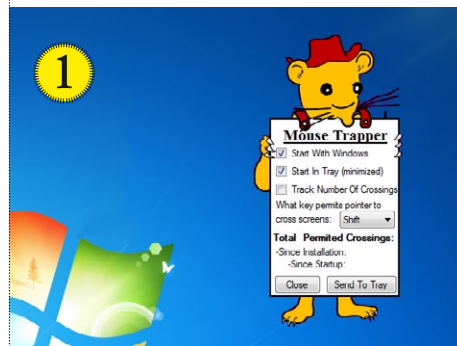 1
Mouse Trapper
Start With Windows
Start In Tray (minimized)
Track Number Of Crossings
What key permits pointer to
cross screens: Shift
Total Permited Crossings:
-Since Installation:
-Since Startup:
Close Send To Tray